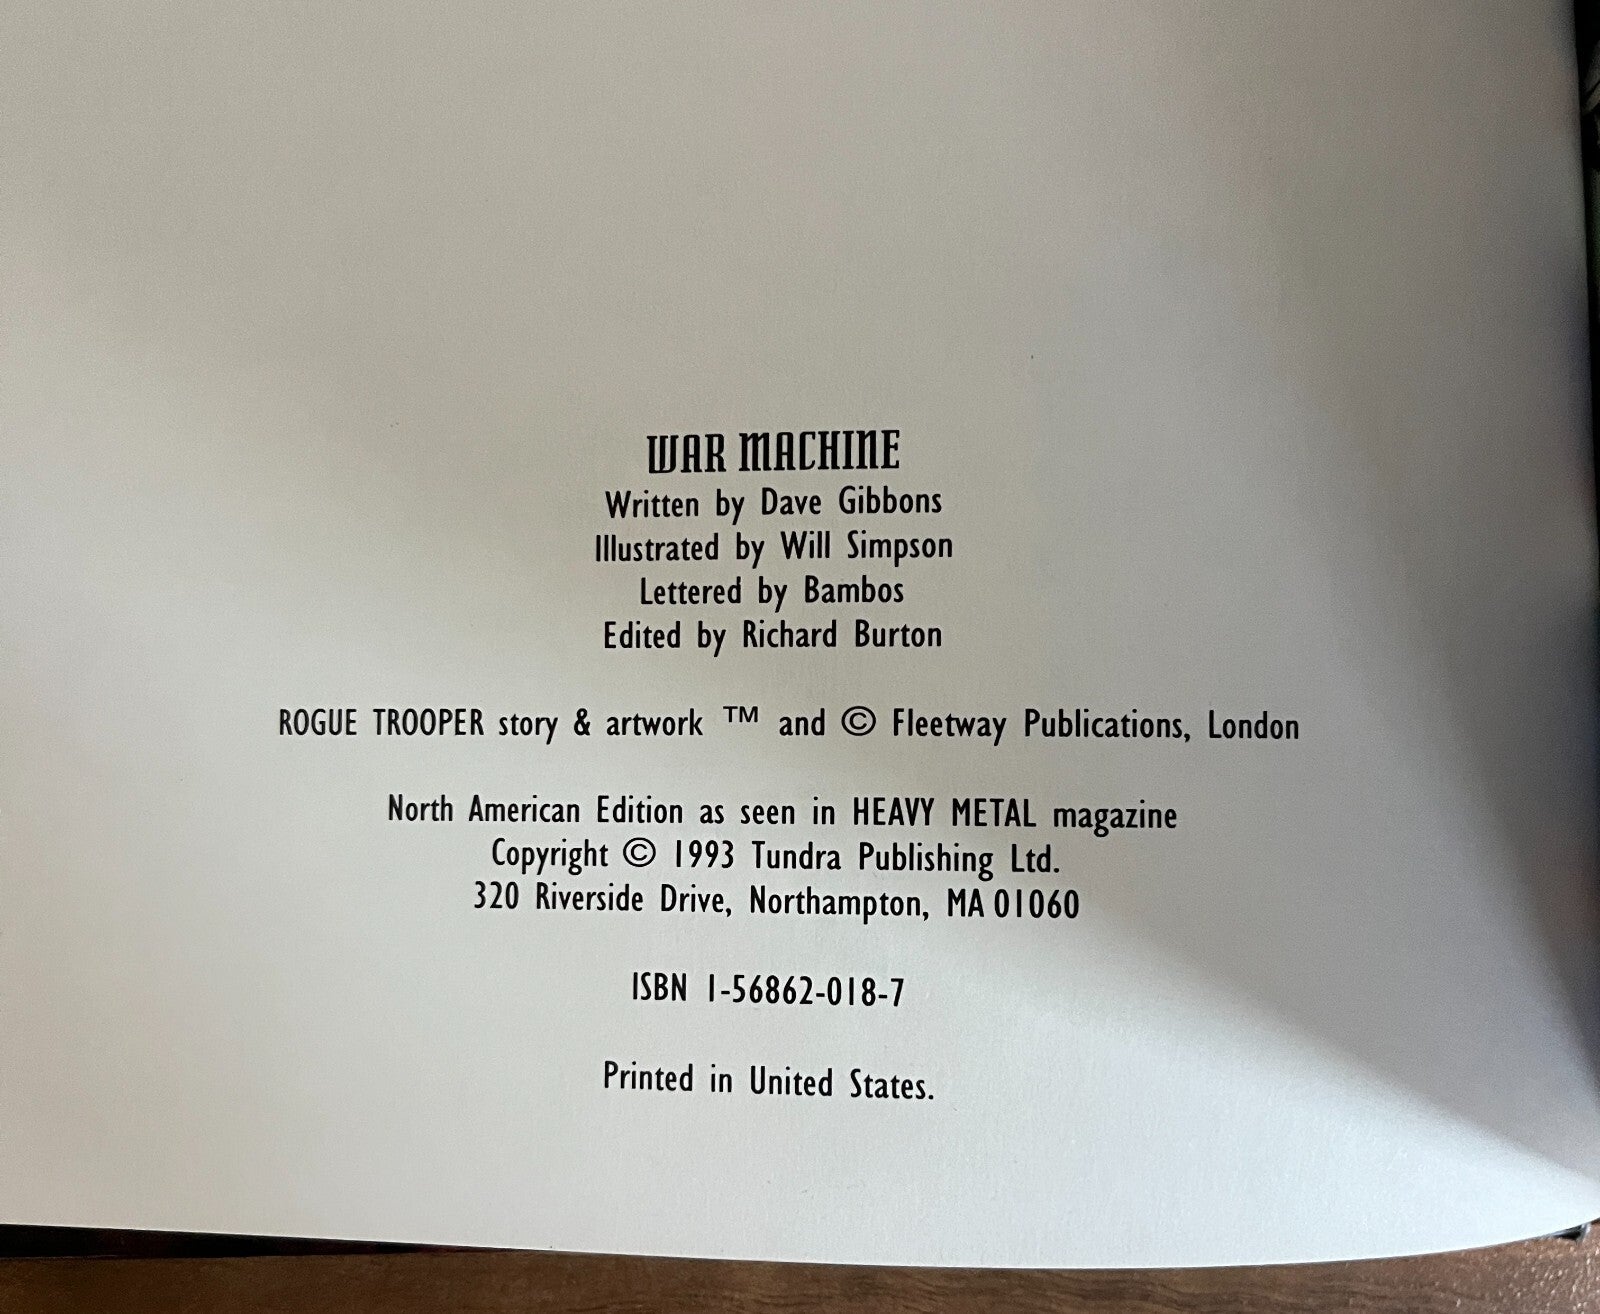 WAR MACHINE
Written by Dave Gibbons
Illustrated by Will Simpson
Lettered by Bambos
Edited by Richard Burton
ROGUE TROOPER story & artwork ™ and © Fleetway Publications, London
North American Edition as seen in HEAVY METAL magazine
Copyright © 1993 Tundra Publishing Ltd.
320 Riverside Drive, Northampton, MA 01060
ISBN 1-56862-018-7
Printed in United States.